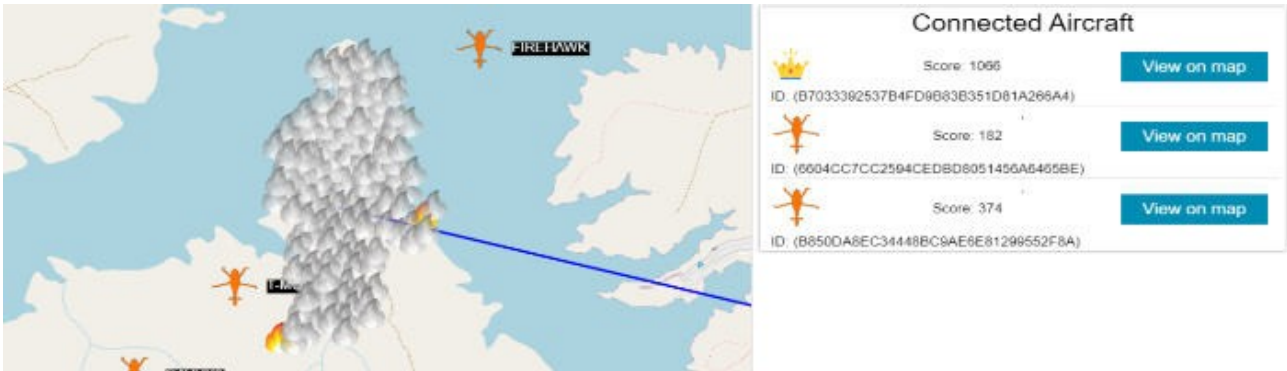 FIREHAWK
Connected Aircraft
Score: 1066
View on map
ID: (B7033392537B4FD9B83B351D81A266A4)
Score: 182
View on map
ID: (6604CC7CC2594CEDBD8051456A6465BE)
Score: 374
View on map
ID: (B850DA8EC34448BC9AE6E81299552F8A)